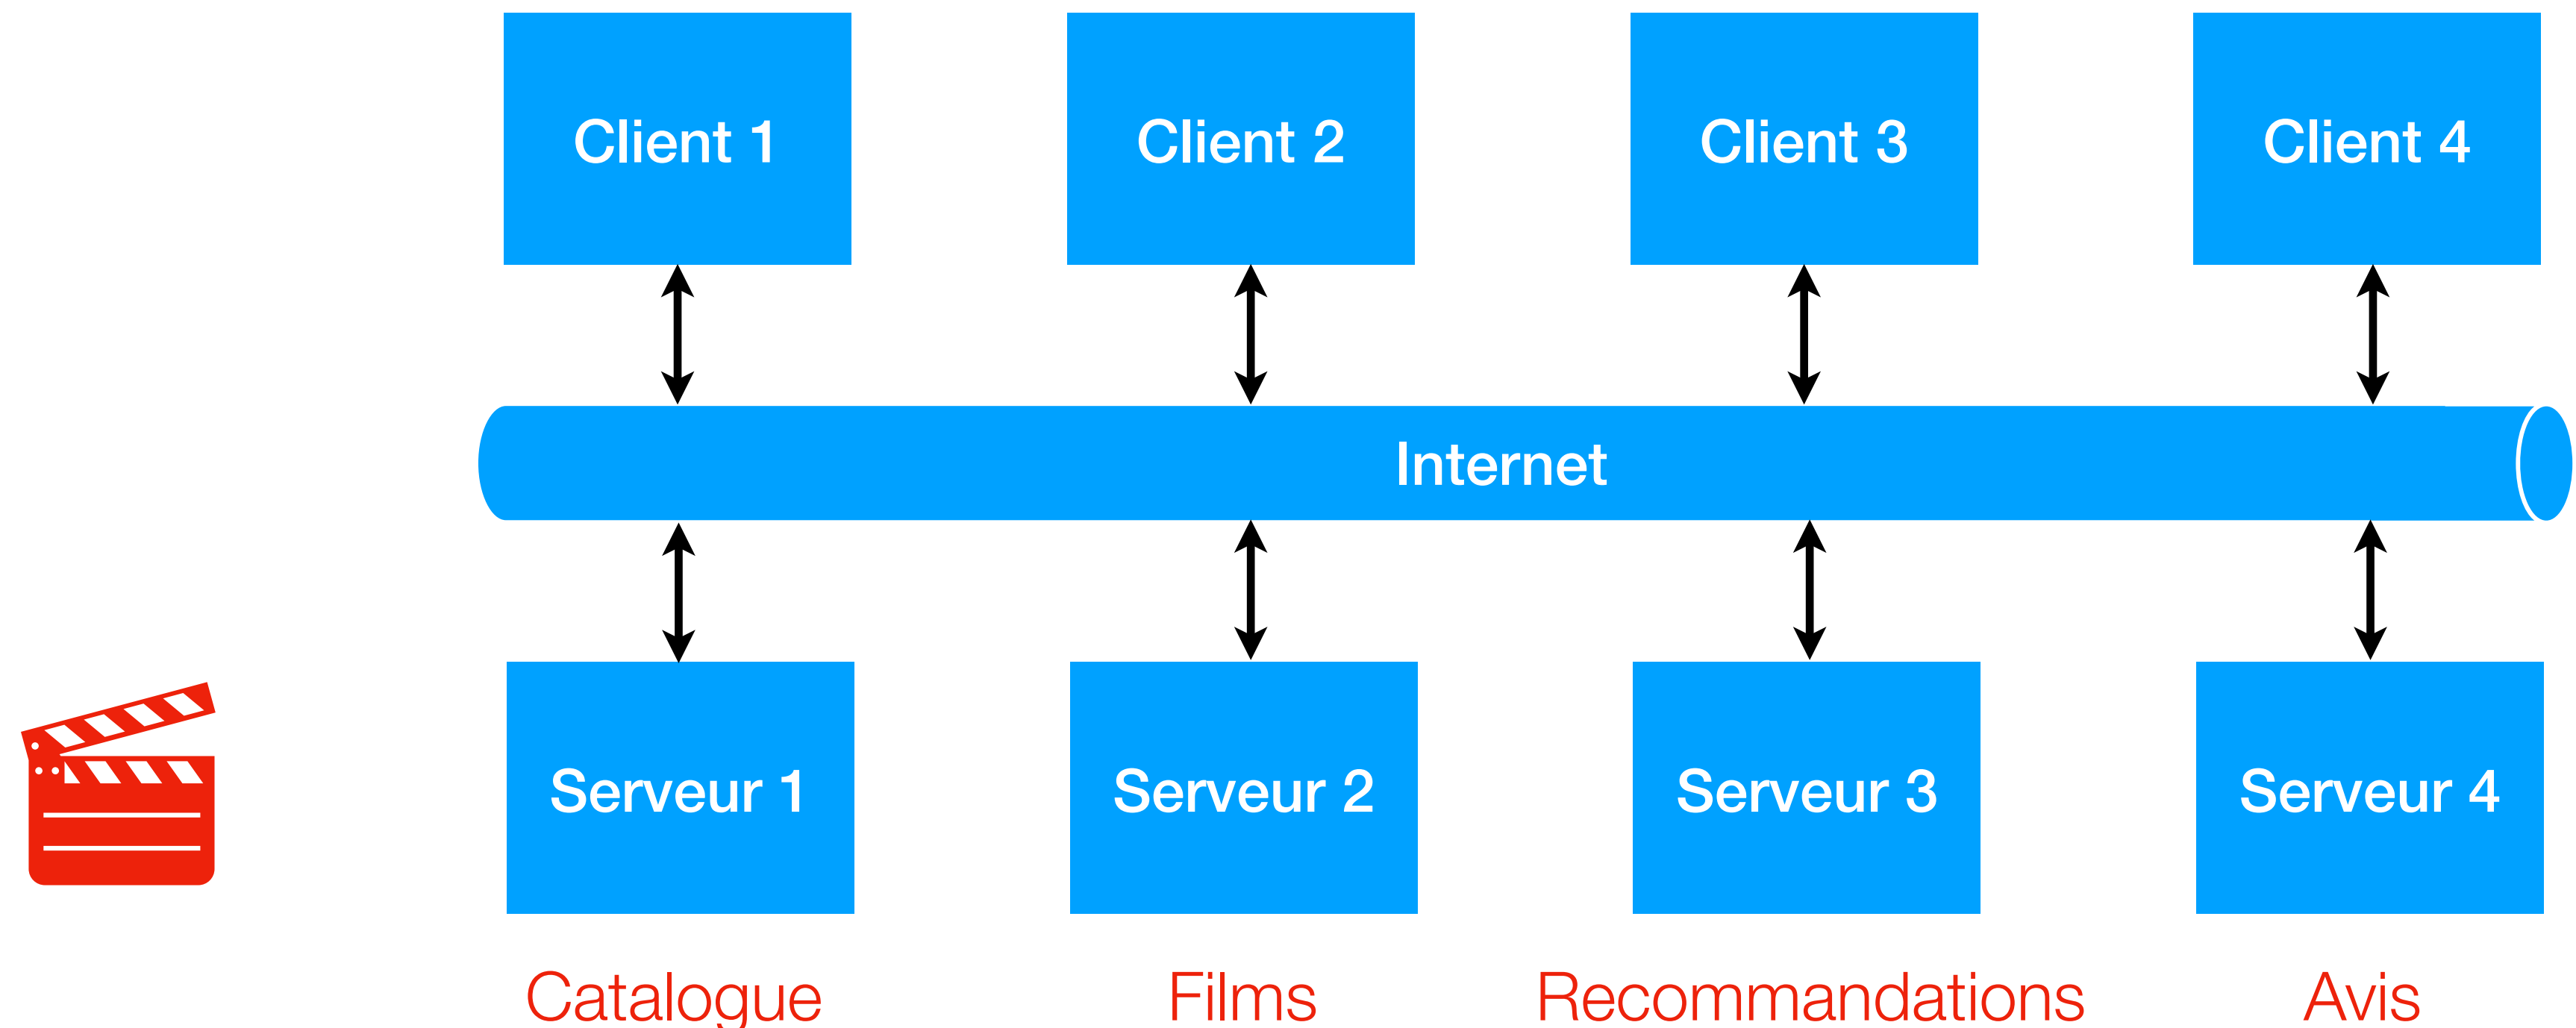 Client 1
Client 2
Client 3
Client 4
Internet
Serveur 1
Serveur 2
Serveur 3
Serveur 4
Catalogue
Films
Recommandations
Avis